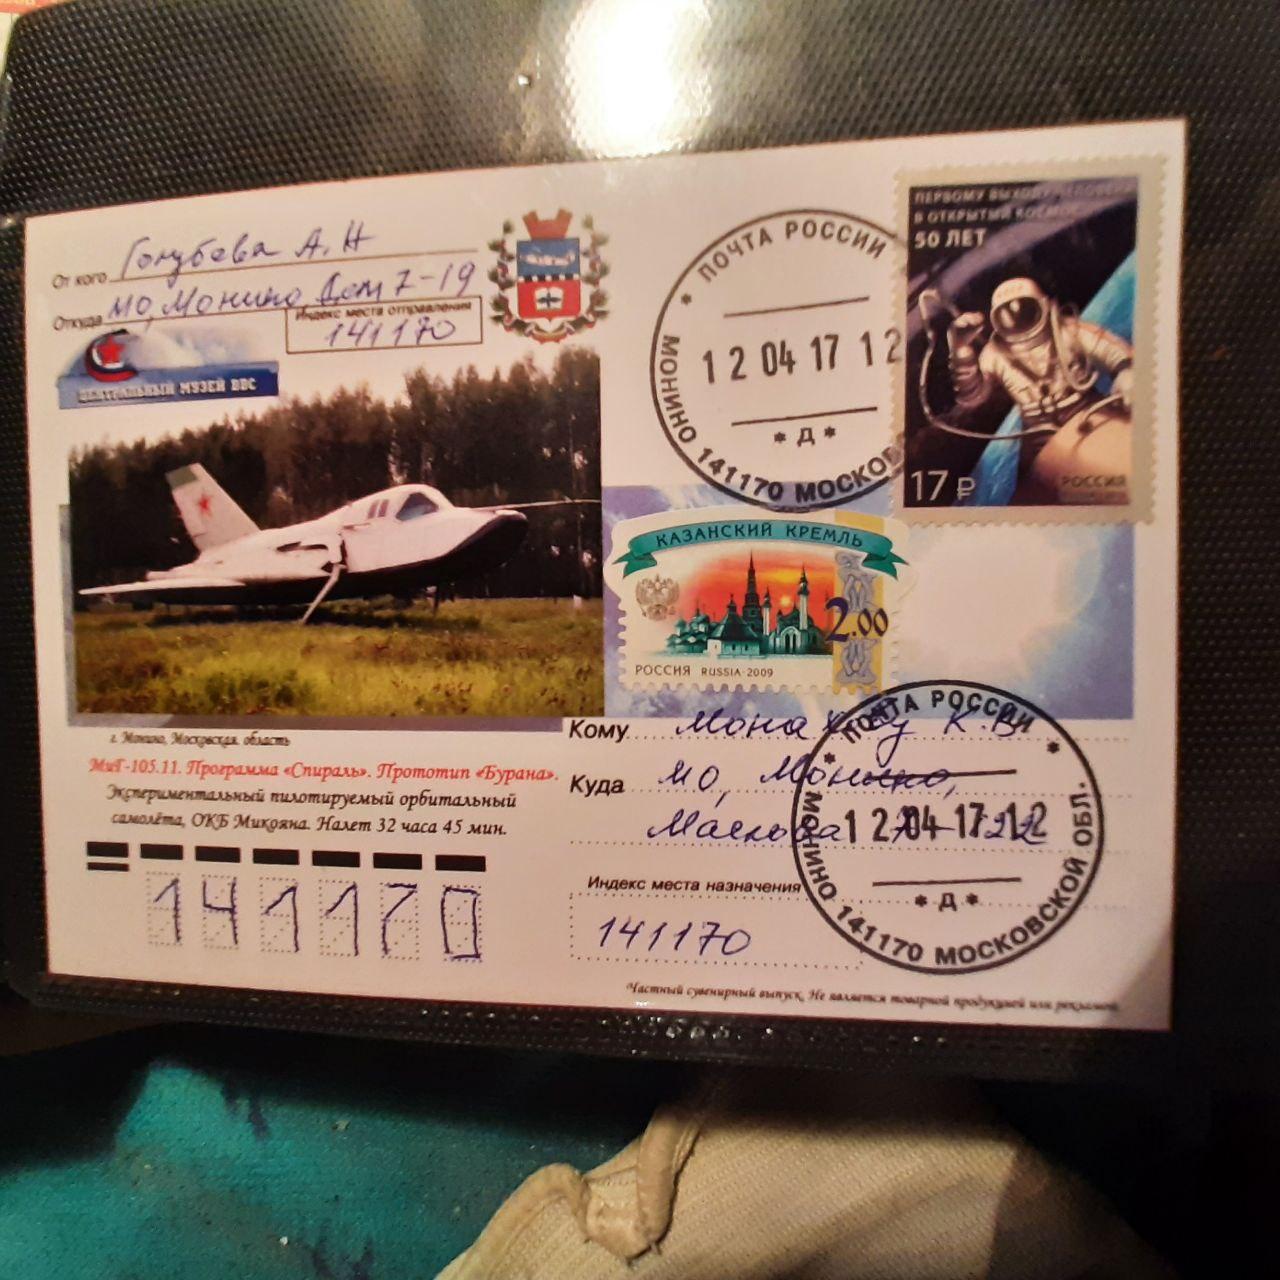 От кого Голубева А.Н
Откуда МО, Монино, Дом 7-19
Индекс места отправления
141170
ЦЕНТРАЛЬНЫЙ МУЗЕЙ ВВС
ПОЧТА РОССИИ
12 04 17 12
* Д *
МОНИНО 141170 МОСКОВ
ПЕРВОМУ ВЫХОДУ ЧЕЛОВЕКА
В ОТКРЫТЫЙ КОСМОС
50 ЛЕТ
17 ₽
РОССИЯ
КАЗАНСКИЙ КРЕМЛЬ
2.00
РОССИЯ RUSSIA·2009
г. Монино, Московская область
МиГ-105.11. Программа «Спираль». Прототип «Бурана».
Экспериментальный пилотируемый орбитальный
самолёта, ОКБ Микояна. Налет 32 часа 45 мин.
141170
Кому Монаху К.В.
Куда МО, Монино,
Индекс места назначения
141170
ПОЧТА РОССИИ
12 04 17 12
* Д *
МОНИНО 141170 МОСКОВСКОЙ ОБЛ.
Частный сувенирный выпуск. Не является товарной продукцией или рекламой.